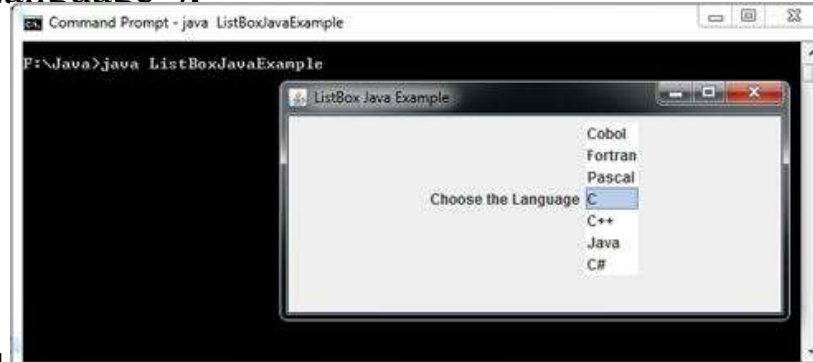 Command Prompt - java ListBoxJavaExample
F:\Java>java ListBoxJavaExample
ListBox Java Example
Cobol
Fortran
Pascal
Choose the Language C
C++
Java
C#